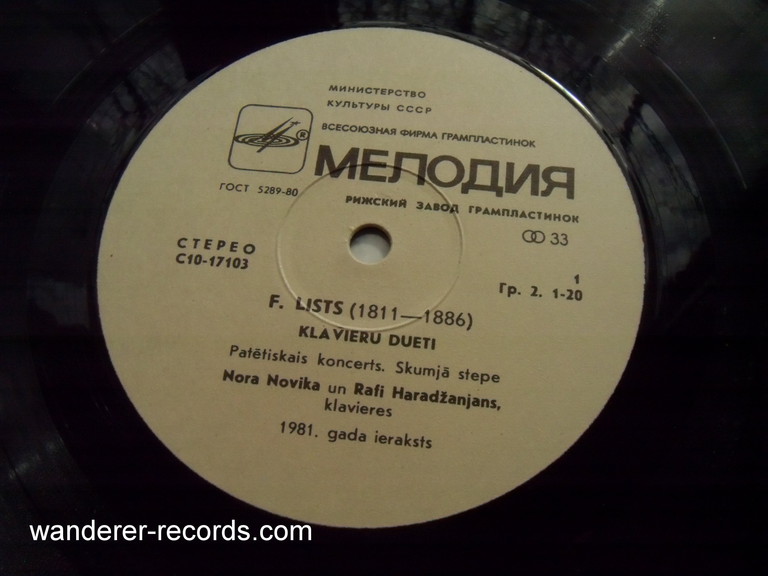 МИНИСТЕРСТВО
КУЛЬТУРЫ СССР
ВСЕСОЮЗНАЯ ФИРМА ГРАМПЛАСТИНОК
®
МЕЛОДИЯ
ГОСТ 5289-80
РИЖСКИЙ ЗАВОД ГРАМПЛАСТИНОК
33
СТЕРЕО
С10-17103
1
Гр. 2. 1-20
F. LISTS (1811—1886)
KLAVIERU DUETI
Patētiskais koncerts. Skumjā stepe
Nora Novika un Rafi Haradžanjans,
klavieres
1981. gada ieraksts
wanderer-records.com